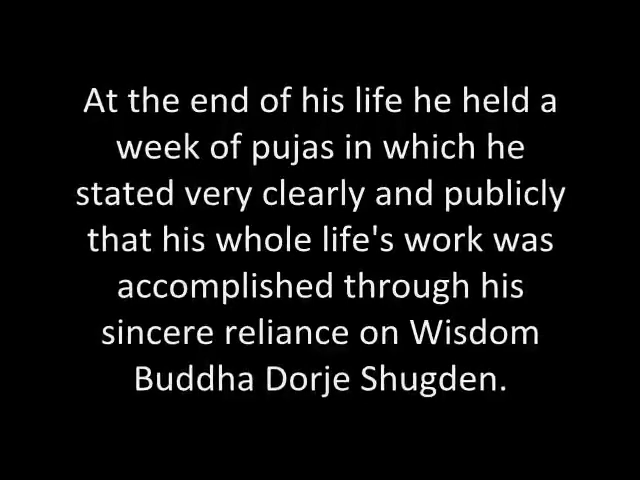 At the end of his life he held a
week of pujas in which he
stated very clearly and publicly
that his whole life's work was
accomplished through his
sincere reliance on Wisdom
Buddha Dorje Shugden.